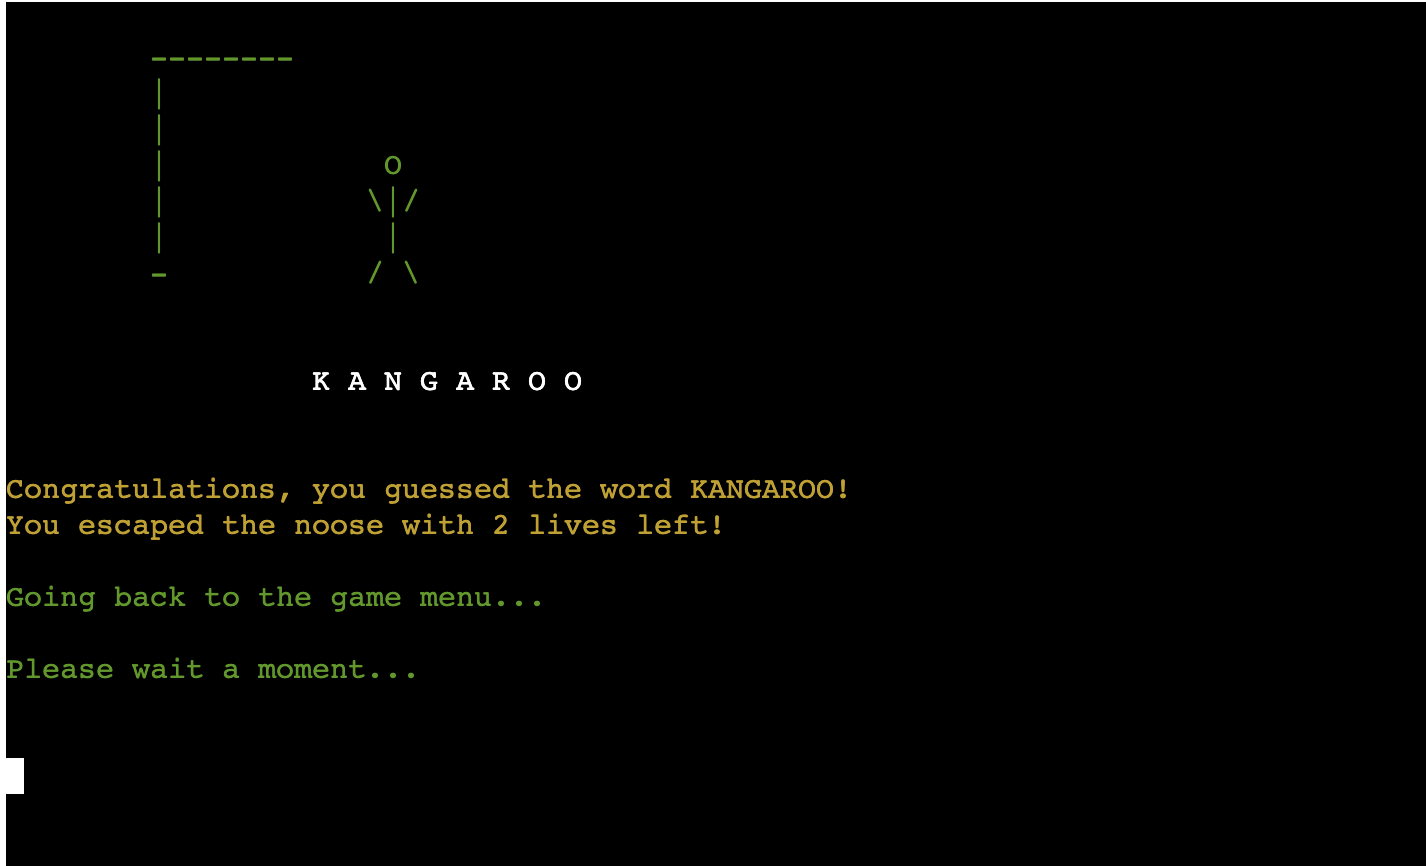 K A N G A R O O
Congratulations, you guessed the word KANGAROO!
You escaped the noose with 2 lives left!
Going back to the game menu...
Please wait a moment...